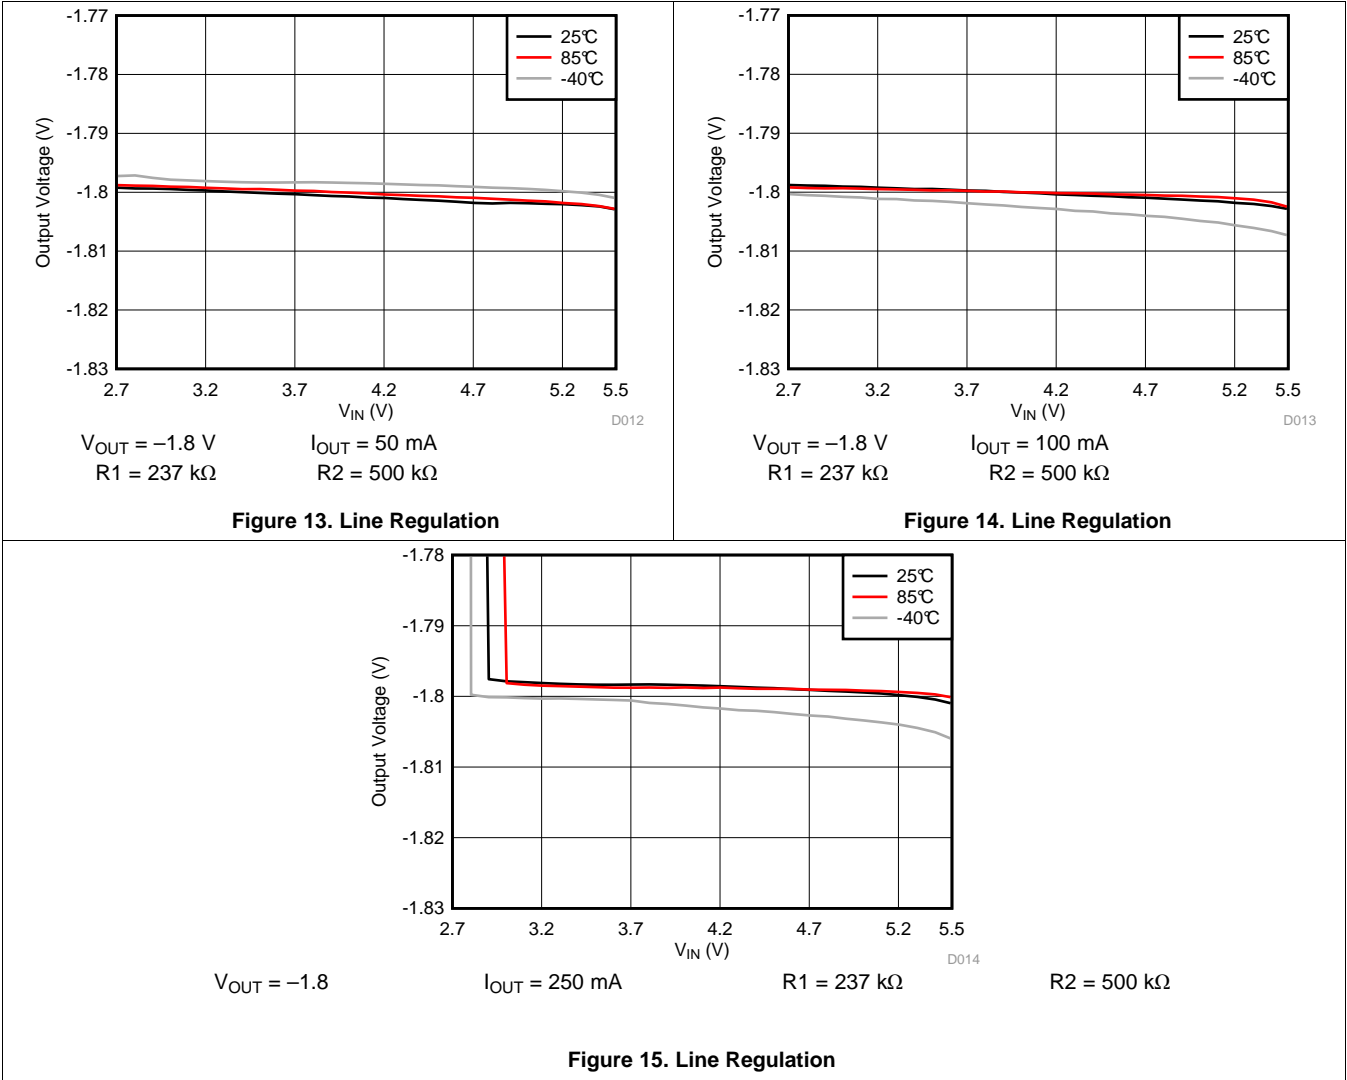 -1.77
-1.78
-1.79
-1.8
-1.81
-1.82
-1.83
Output Voltage (V)
25℃
85℃
-40℃
2.7 3.2 3.7 4.2 4.7 5.2 5.5
VIN (V)
D012
VOUT = –1.8 V IOUT = 50 mA
R1 = 237 kΩ R2 = 500 kΩ
Figure 13. Line Regulation
-1.77
-1.78
-1.79
-1.8
-1.81
-1.82
-1.83
Output Voltage (V)
25℃
85℃
-40℃
2.7 3.2 3.7 4.2 4.7 5.2 5.5
VIN (V)
D013
VOUT = –1.8 V IOUT = 100 mA
R1 = 237 kΩ R2 = 500 kΩ
Figure 14. Line Regulation
-1.78
-1.79
-1.8
-1.81
-1.82
-1.83
Output Voltage (V)
25℃
85℃
-40℃
2.7 3.2 3.7 4.2 4.7 5.2 5.5
VIN (V)
D014
VOUT = –1.8 IOUT = 250 mA R1 = 237 kΩ R2 = 500 kΩ
Figure 15. Line Regulation